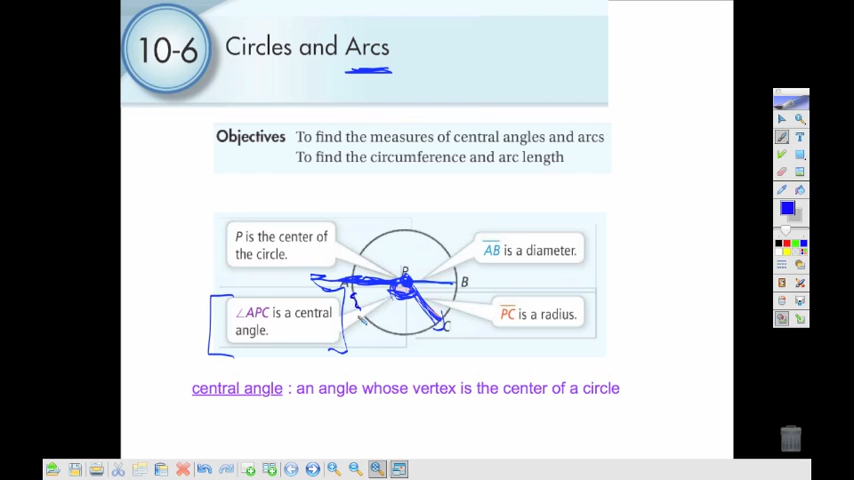 10-6 Circles and Arcs
Objectives To find the measures of central angles and arcs
To find the circumference and arc length
P is the center of
the circle.
P
AB is a diameter.
A
B
∠APC is a central
angle.
PC is a radius.
C
central angle : an angle whose vertex is the center of a circle